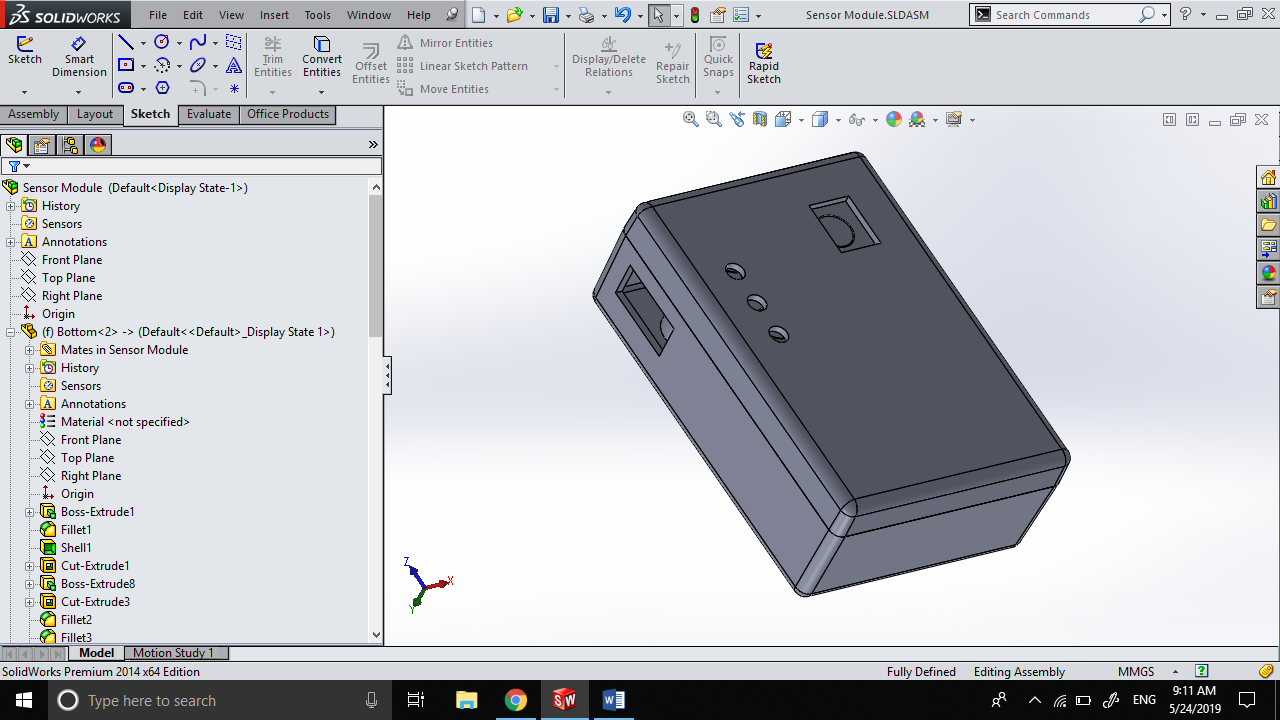 SOLIDWORKS File Edit View Insert Tools Window Help Sensor Module.SLDASM Search Commands
Sketch Smart Dimension Trim Entities Convert Entities Offset Entities Mirror Entities Linear Sketch Pattern Move Entities Display/Delete Relations Repair Sketch Quick Snaps Rapid Sketch
Assembly Layout Sketch Evaluate Office Products
Sensor Module (Default<Display State-1>)
History
Sensors
Annotations
Front Plane
Top Plane
Right Plane
Origin
(f) Bottom<2> -> (Default<<Default>_Display State 1>)
Mates in Sensor Module
History
Sensors
Annotations
Material <not specified>
Front Plane
Top Plane
Right Plane
Origin
Boss-Extrude1
Fillet1
Shell1
Cut-Extrude1
Boss-Extrude8
Cut-Extrude3
Fillet2
Fillet3
Z
X
Y
Model Motion Study 1
SolidWorks Premium 2014 x64 Edition Fully Defined Editing Assembly MMGS
Type here to search ENG 9:11 AM
5/24/2019